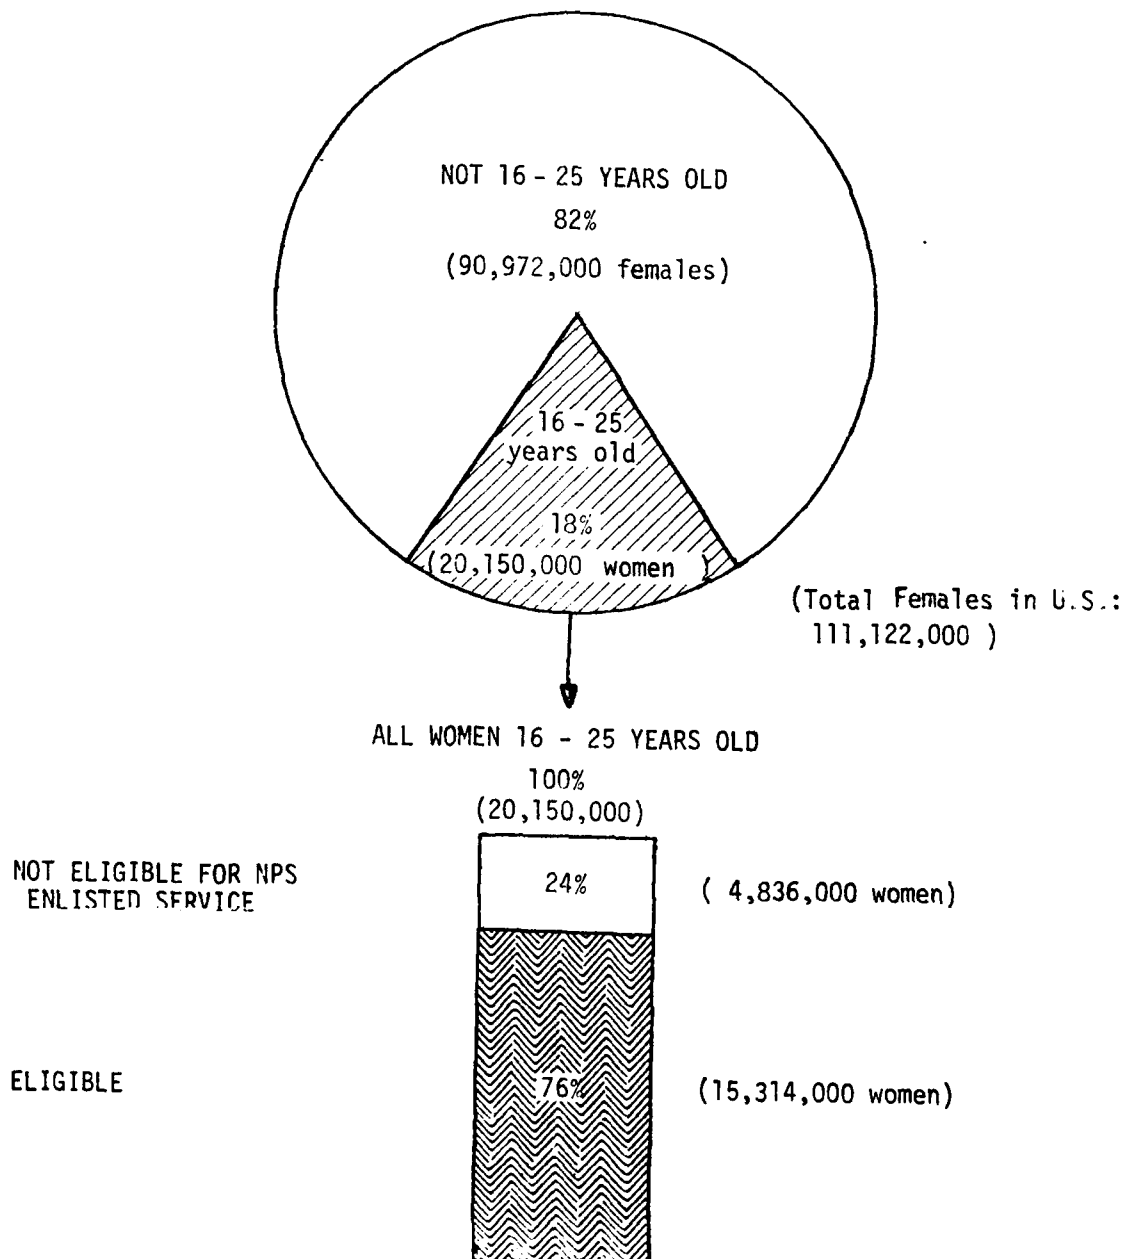 NOT 16 - 25 YEARS OLD
82%
(90,972,000 females)
16 - 25
years old
18%
(20,150,000 women )
(Total Females in U.S.:
111,122,000 )
ALL WOMEN 16 - 25 YEARS OLD
100%
(20,150,000)
NOT ELIGIBLE FOR NPS
ENLISTED SERVICE
24%
( 4,836,000 women)
ELIGIBLE
76%
(15,314,000 women)